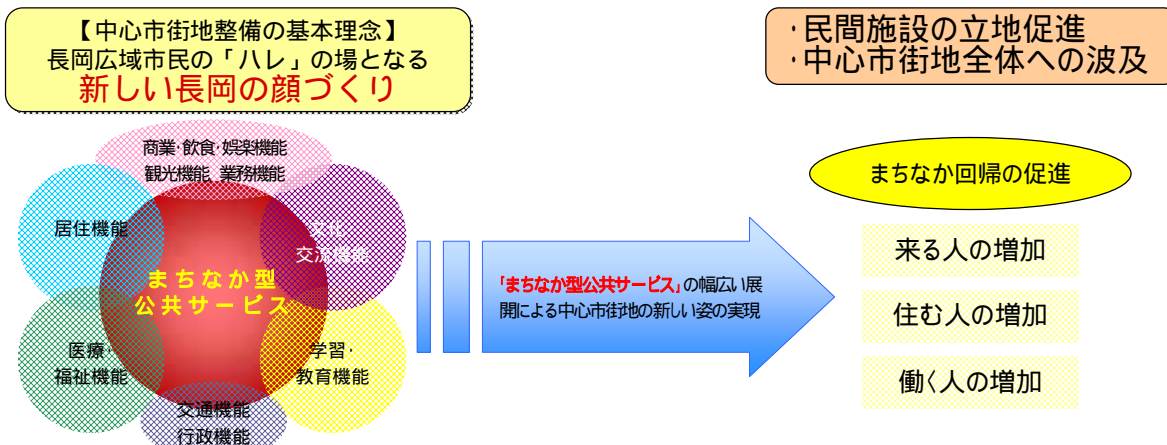 【中心市街地整備の基本理念】
長岡広域市民の「ハレ」の場となる
新しい長岡の顔づくり
・民間施設の立地促進
・中心市街地全体への波及
商業・飲食・娯楽機能
観光機能 業務機能
居住機能
文化・
交流機能
まちなか型
公共サービス
医療・
福祉機能
学習・
教育機能
交通機能
行政機能
「まちなか型公共サービス」の幅広い展
開による中心市街地の新しい姿の実現
まちなか回帰の促進
来る人の増加
住む人の増加
働く人の増加